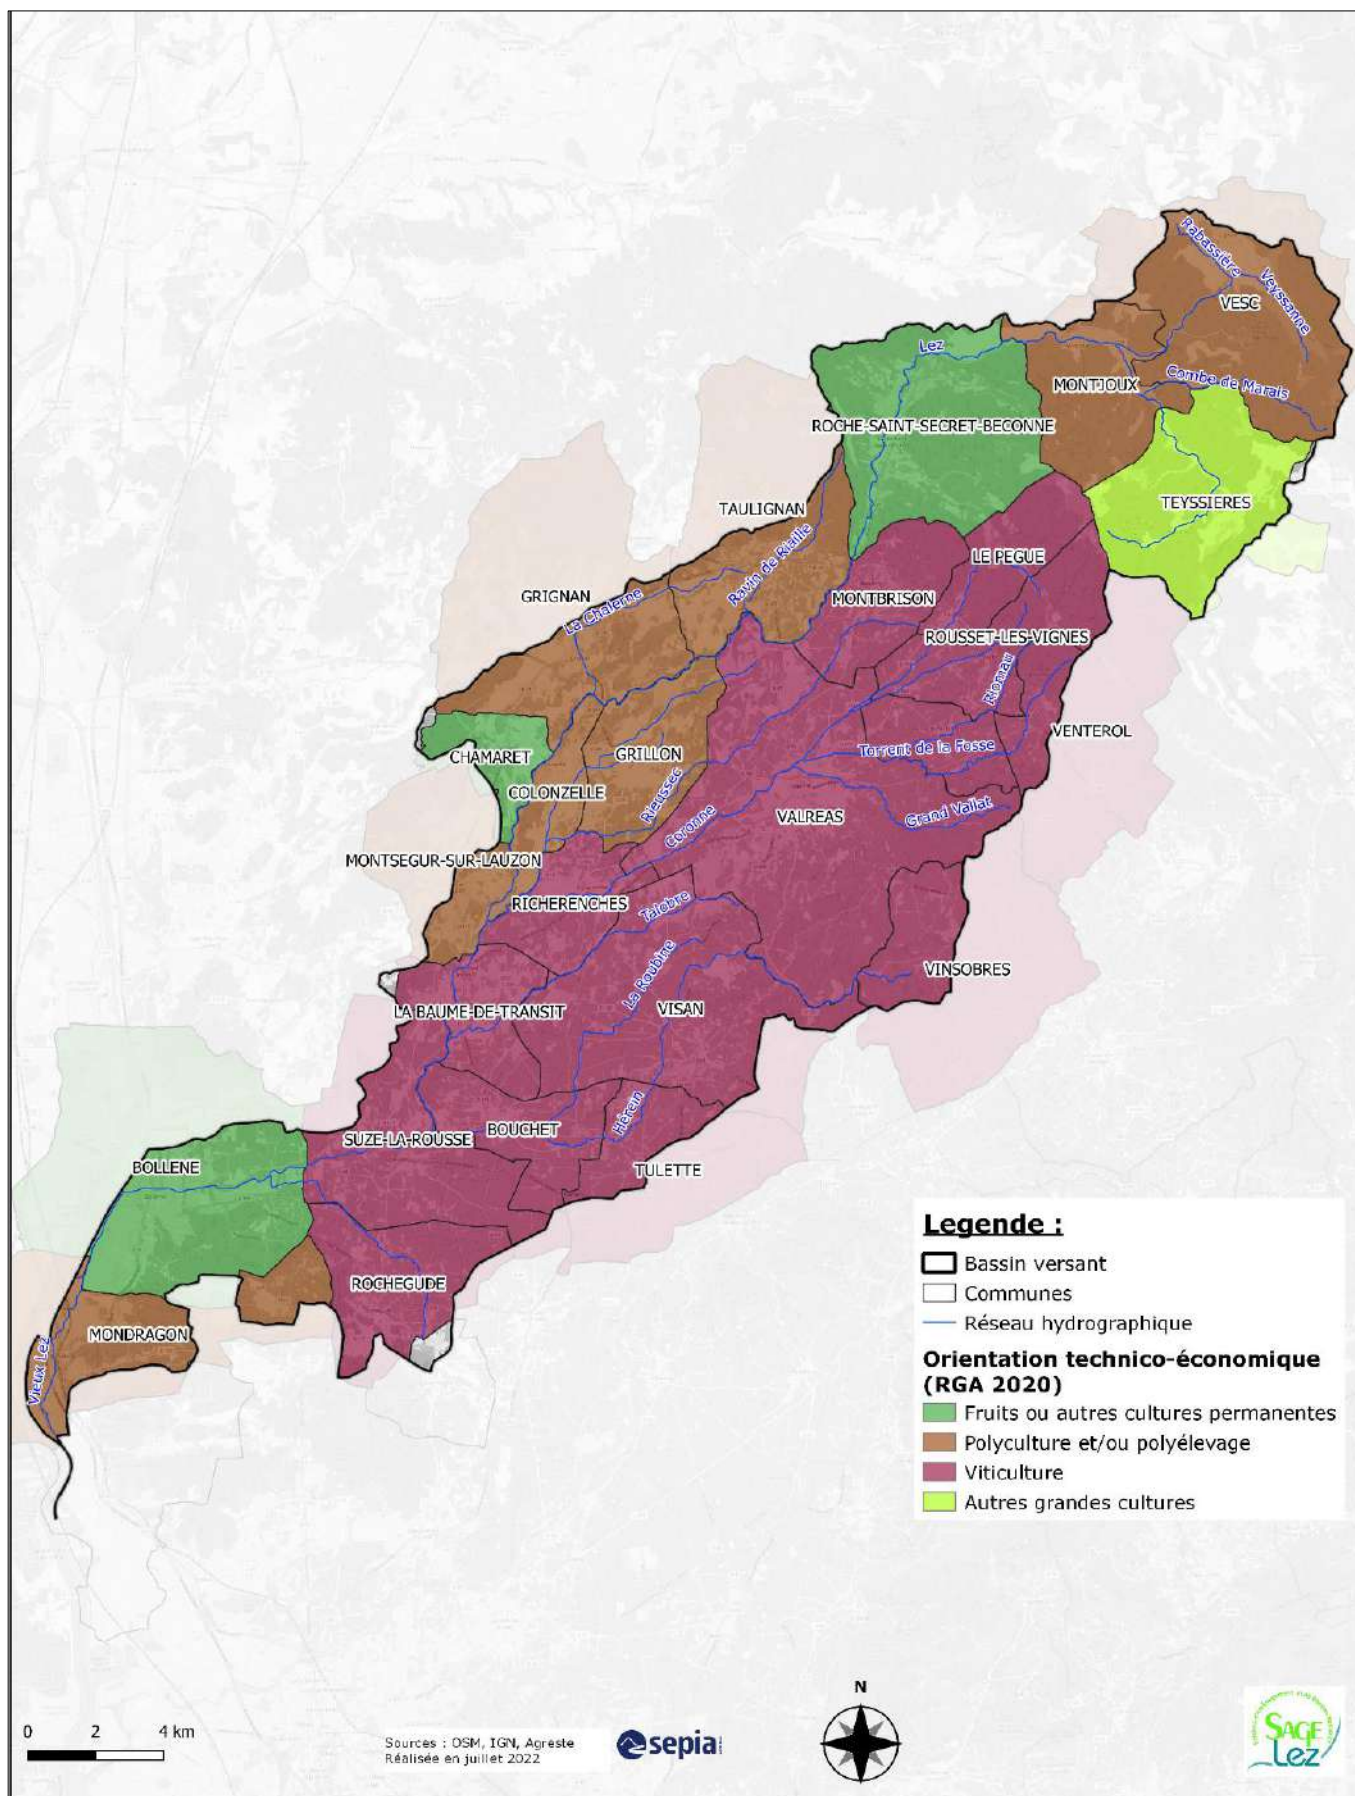 Rabassière
Veyssanne
VESC
Lez
MONTJOUX
Combe de Marais
ROCHE-SAINT-SECRET-BECONNE
TEYSSIERES
TAULIGNAN
Ravin de Riaille
LE PEGUE
GRIGNAN
La Chalerne
MONTBRISON
ROUSSET-LES-VIGNES
Riomau
VENTEROL
CHAMARET
GRILLON
Torrent de la Fosse
COLONZELLE
Rieussec
Coronne
VALREAS
Grand Vallat
MONTSEGUR-SUR-LAUZON
RICHERENCHES
Talobre
La Roubine
VINSOBRES
LA BAUME-DE-TRANSIT
VISAN
Hèrein
BOUCHET
SUZE-LA-ROUSSE
BOLLENE
TULETTE
ROCHEGUDE
MONDRAGON
Vieux Lez
Legende :
Bassin versant
Communes
Réseau hydrographique
Orientation technico-économique
(RGA 2020)
Fruits ou autres cultures permanentes
Polyculture et/ou polyélevage
Viticulture
Autres grandes cultures
N
0 2 4 km
Sources : OSM, IGN, Agreste
Réalisée en juillet 2022
sepia
SAGE
Lez